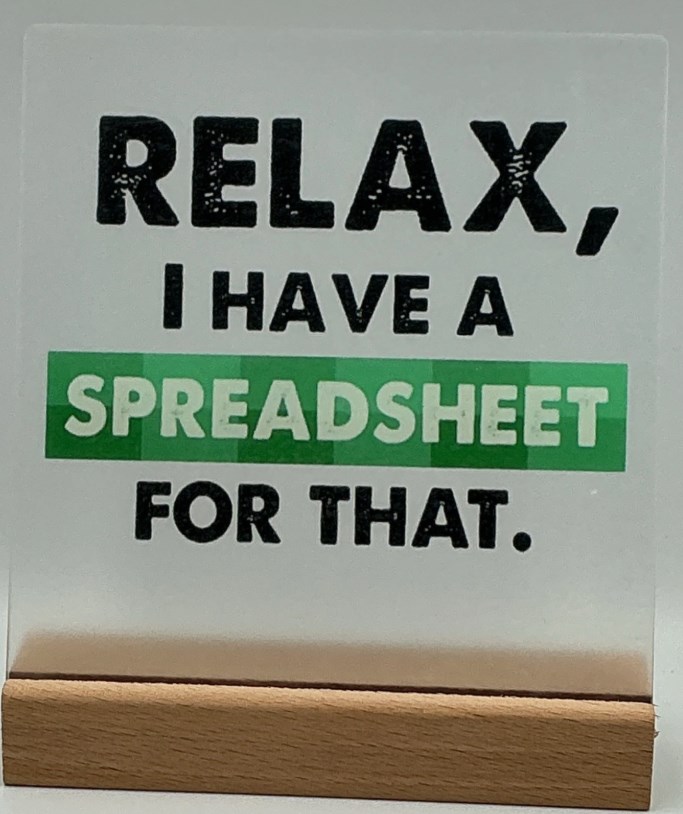 RELAX,
I HAVE A
SPREADSHEET
FOR THAT.